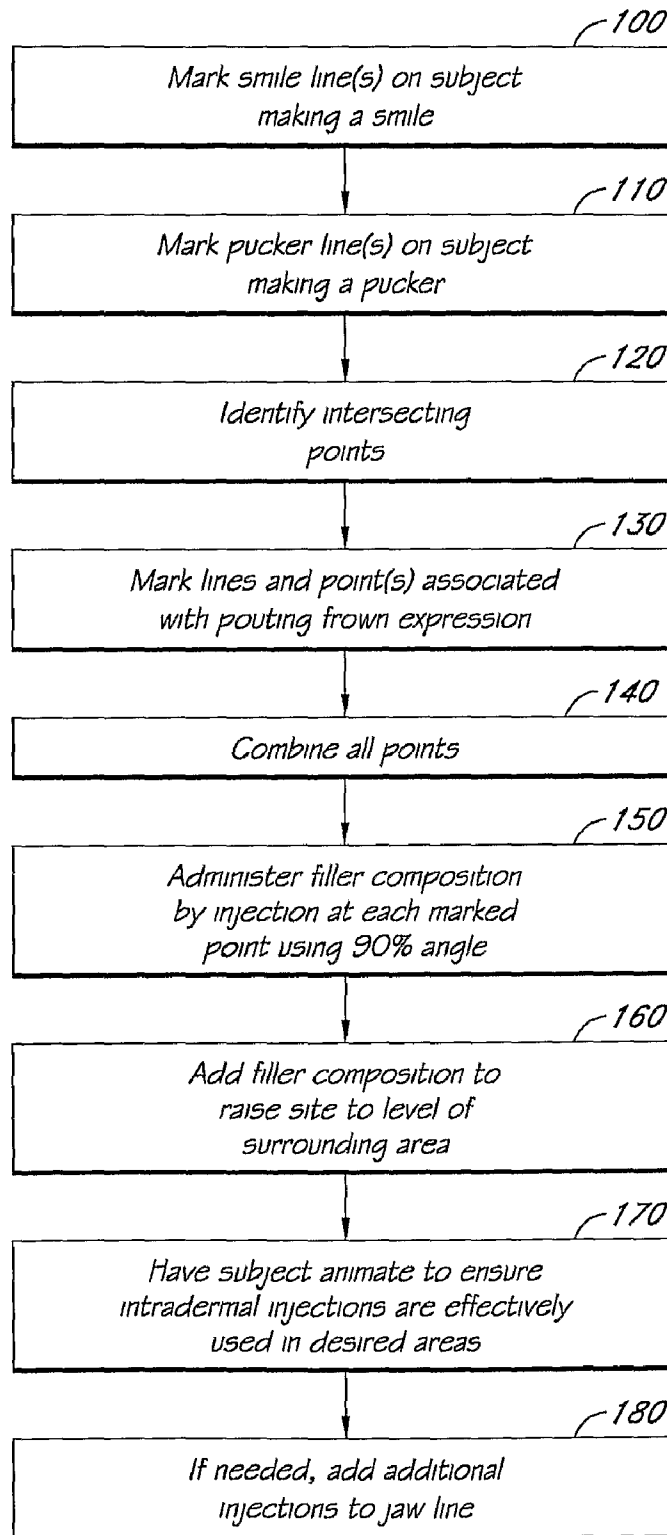 100
Mark smile line(s) on subject
making a smile
110
Mark pucker line(s) on subject
making a pucker
120
Identify intersecting
points
130
Mark lines and point(s) associated
with pouting frown expression
140
Combine all points
150
Administer filler composition
by injection at each marked
point using 90% angle
160
Add filler composition to
raise site to level of
surrounding area
170
Have subject animate to ensure
intradermal injections are effectively
used in desired areas
180
If needed, add additional
injections to jaw line